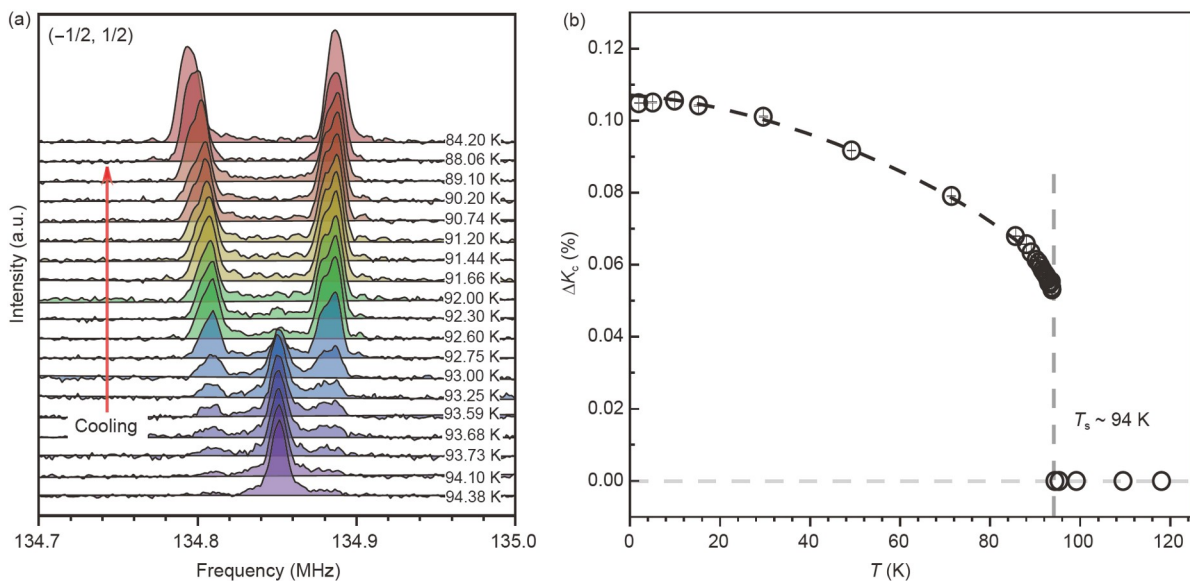 (a)
(−1/2, 1/2)
Intensity (a.u.)
84.20 K
88.06 K
89.10 K
90.20 K
90.74 K
91.20 K
91.44 K
91.66 K
92.00 K
92.30 K
92.60 K
92.75 K
93.00 K
93.25 K
93.59 K
93.68 K
93.73 K
94.10 K
94.38 K
Cooling
134.7 134.8 134.9 135.0
Frequency (MHz)
(b)
ΔKc (%)
0.12
0.10
0.08
0.06
0.04
0.02
0.00
Ts ~ 94 K
0 20 40 60 80 100 120
T (K)